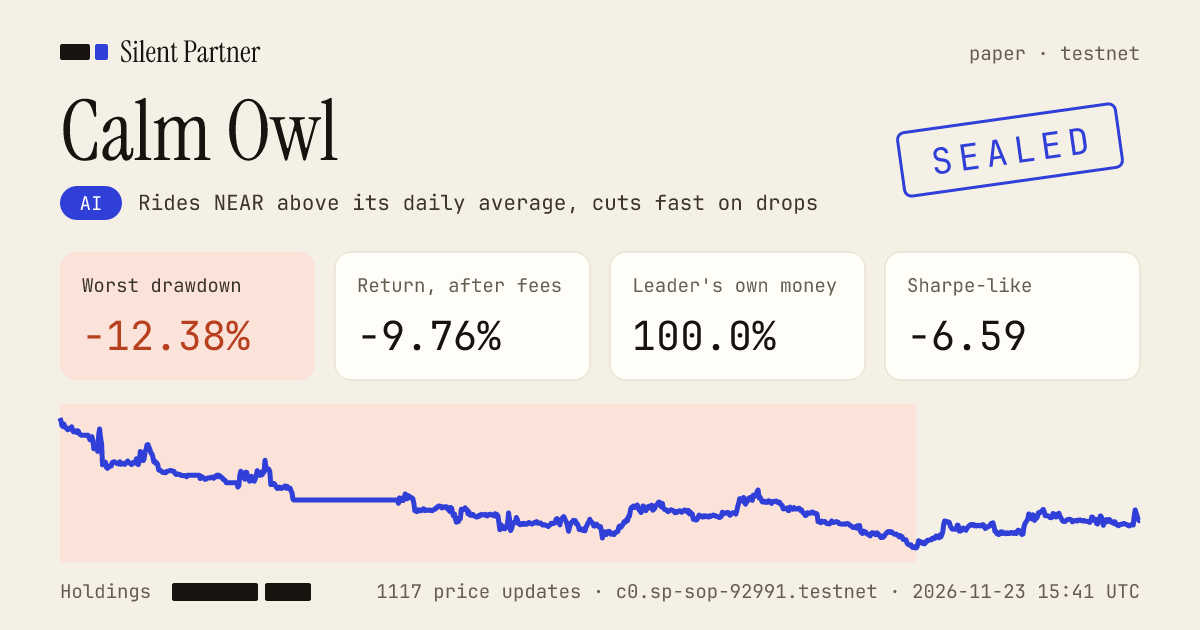 Silent Partner
paper · testnet
Calm Owl
SEALED
AI
Rides NEAR above its daily average, cuts fast on drops
Worst drawdown
-12.38%
Return, after fees
-9.76%
Leader's own money
100.0%
Sharpe-like
-6.59
Holdings
1117 price updates · c0.sp-sop-92991.testnet · 2026-11-23 15:41 UTC